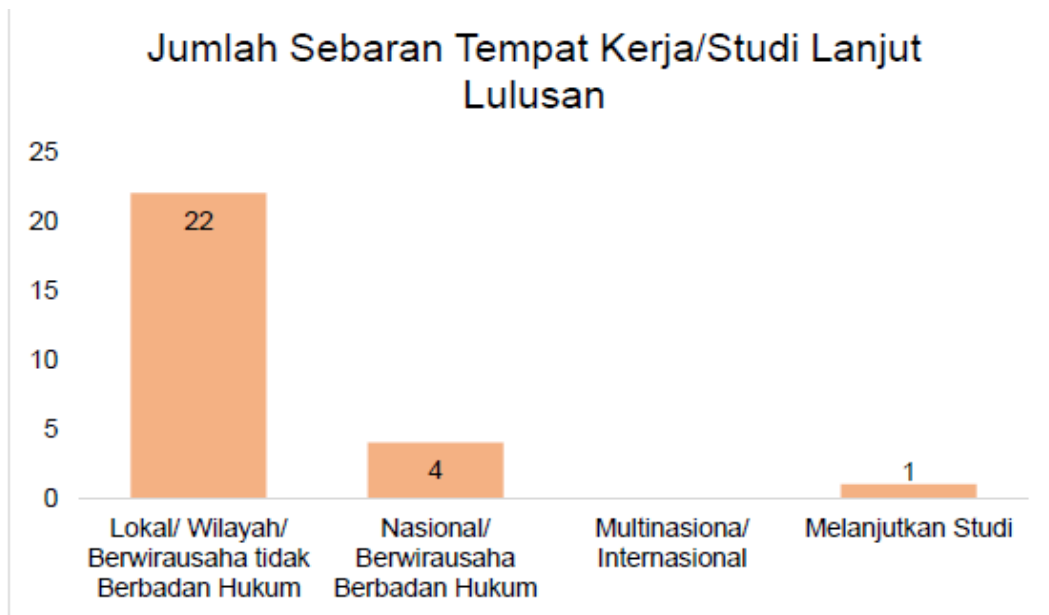 Jumlah Sebaran Tempat Kerja/Studi Lanjut
Lulusan
25
20
15
10
5
0
22
4
1
Lokal/ Wilayah/
Berwirausaha tidak
Berbadan Hukum
Nasional/
Berwirausaha
Berbadan Hukum
Multinasiona/
Internasional
Melanjutkan Studi